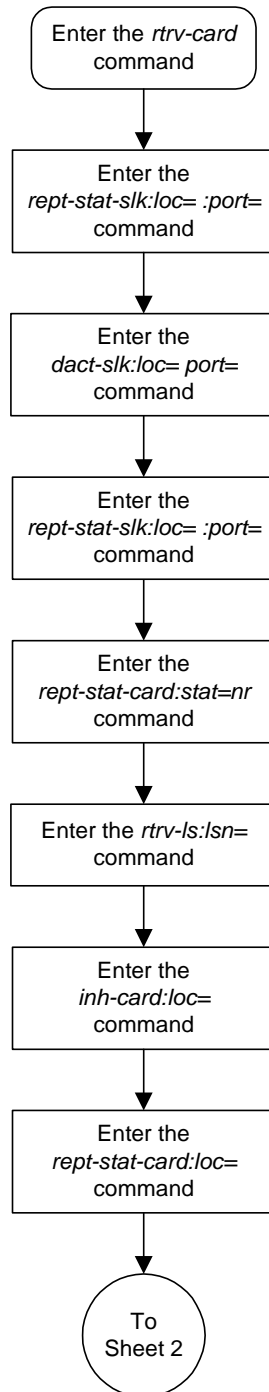 Enter the rtrv-card
command
Enter the
rept-stat-slk:loc= :port=
command
Enter the
dact-slk:loc= port=
command
Enter the
rept-stat-slk:loc= :port=
command
Enter the
rept-stat-card:stat=nr
command
Enter the rtrv-ls:lsn=
command
Enter the
inh-card:loc=
command
Enter the
rept-stat-card:loc=
command
To
Sheet 2